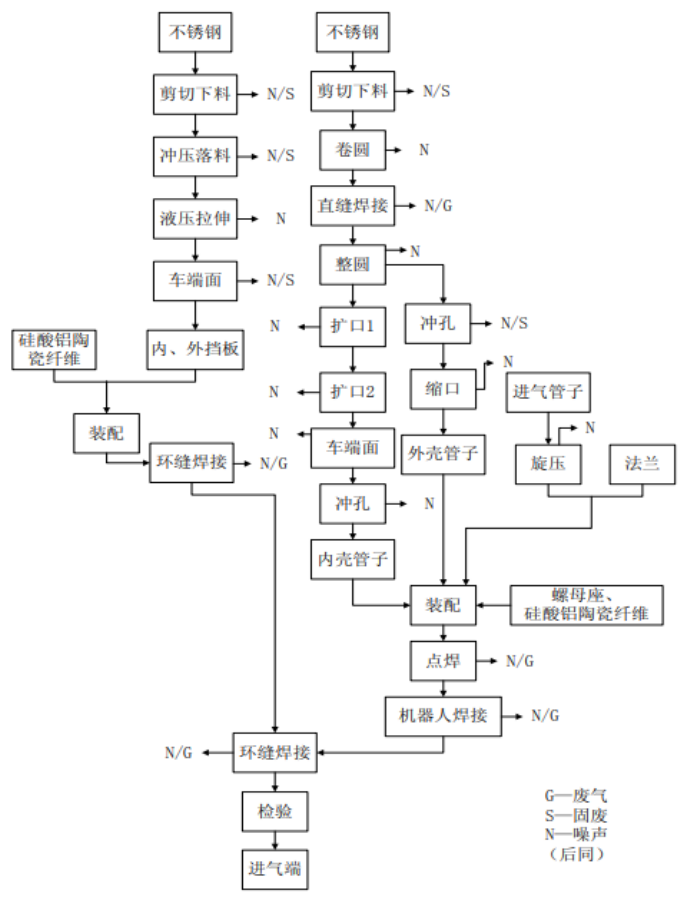 不锈钢
不锈钢
剪切下料
N/S
剪切下料
N/S
冲压落料
N/S
卷圆
N
液压拉伸
N
直缝焊接
N/G
车端面
N/S
整圆
N
硅酸铝陶
瓷纤维
内、外挡板
N
扩口1
冲孔
N/S
N
扩口2
缩口
N
进气管子
装配
N
车端面
外壳管子
旋压
N
法兰
环缝焊接
N/G
冲孔
N
内壳管子
装配
螺母座、
硅酸铝陶瓷纤维
点焊
N/G
机器人焊接
N/G
N/G
环缝焊接
检验
进气端
G—废气
S—固废
N—噪声
（后同）